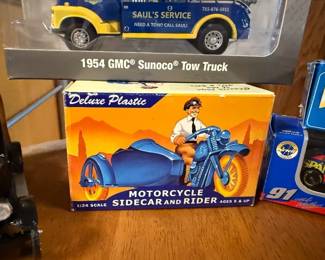 SAUL'S SERVICE
NEED A TOW? CALL SAUL!
1954 GMC® Sunoco® Tow Truck
Deluxe Plastic
MOTORCYCLE
SIDECAR AND RIDER
1:24 SCALE
AGES 8 & UP
91